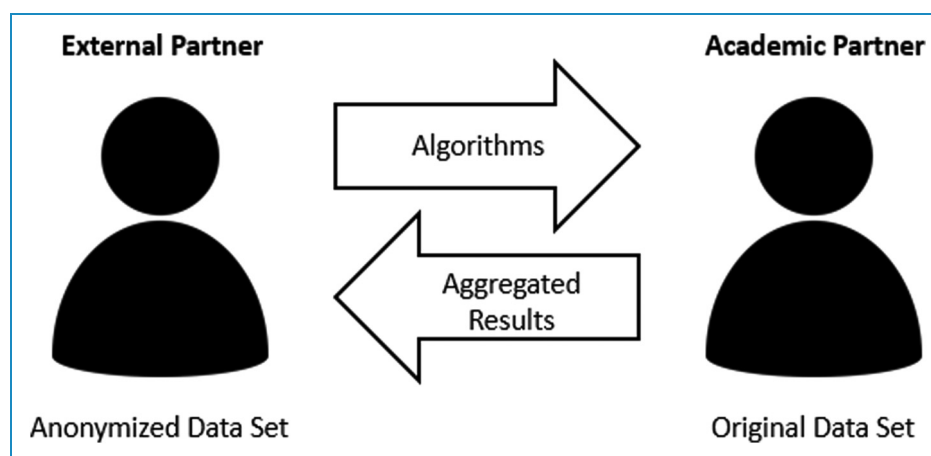 External Partner
Academic Partner
Algorithms
Aggregated
Results
Anonymized Data Set
Original Data Set